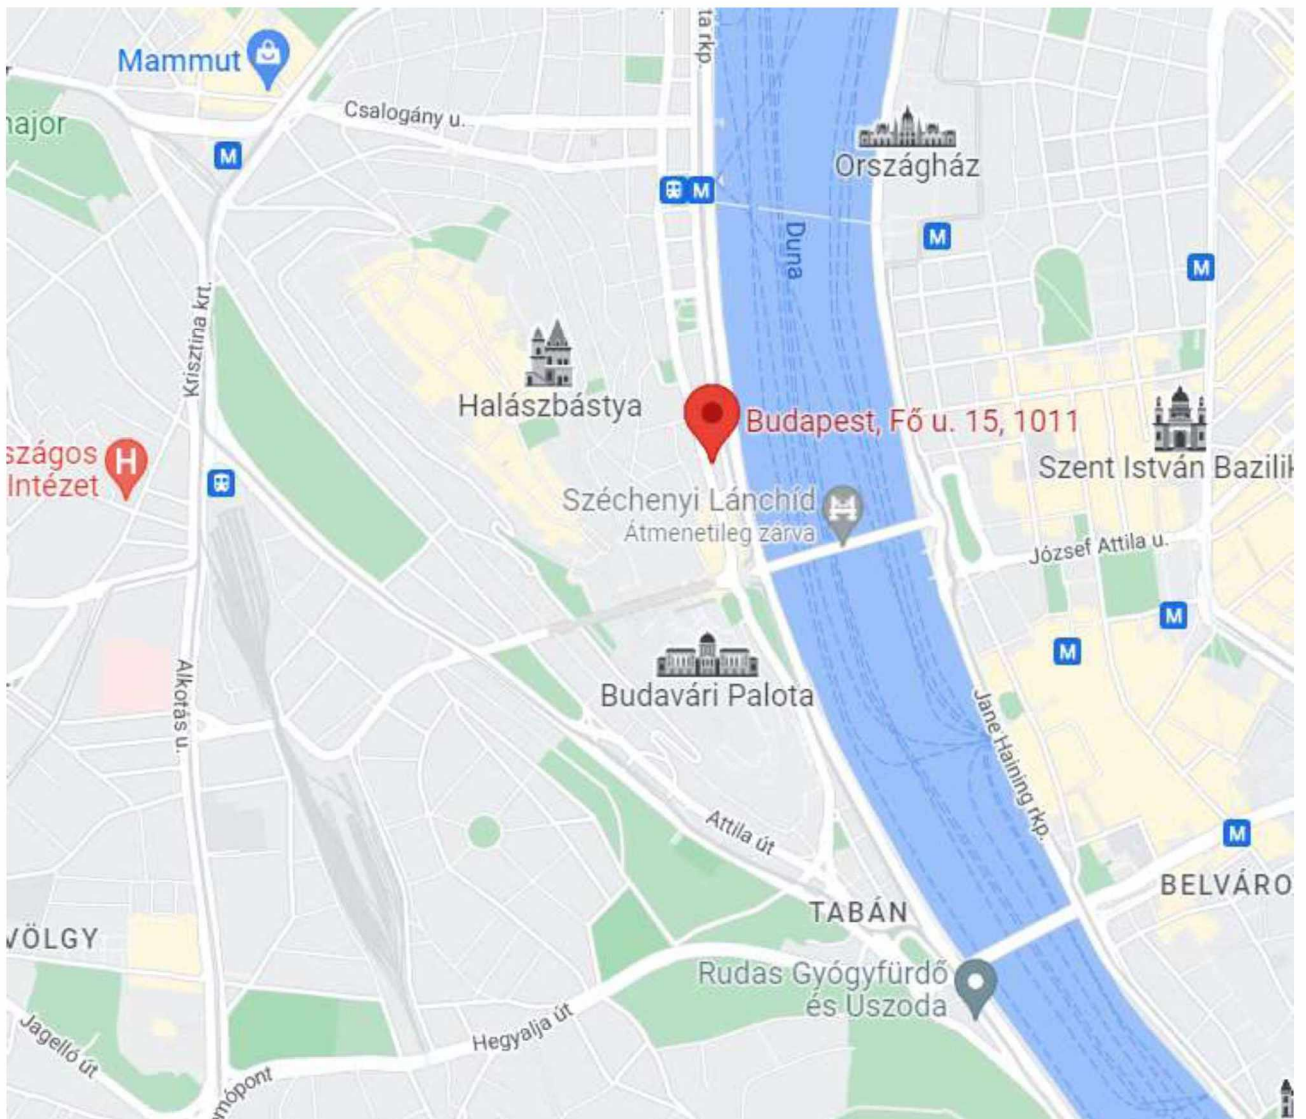 ta rkp.
Mammut
Csalogány u.
major
Országház
M
M
M
M
Duna
Krisztina krt.
Halászbástya
Budapest, Fő u. 15, 1011
szágos
Intézet
H
Szent István Bazilik
Széchenyi Lánchíd
Átmenetileg zárva
József Attila u.
M
M
Budavári Palota
Alkotás u.
Jane Haining rkp.
Attila út
M
BELVÁRO
TABÁN
VÖLGY
Rudas Gyógyfürdő
és Uszoda
Hegyalja út
Jagelló út
omópont